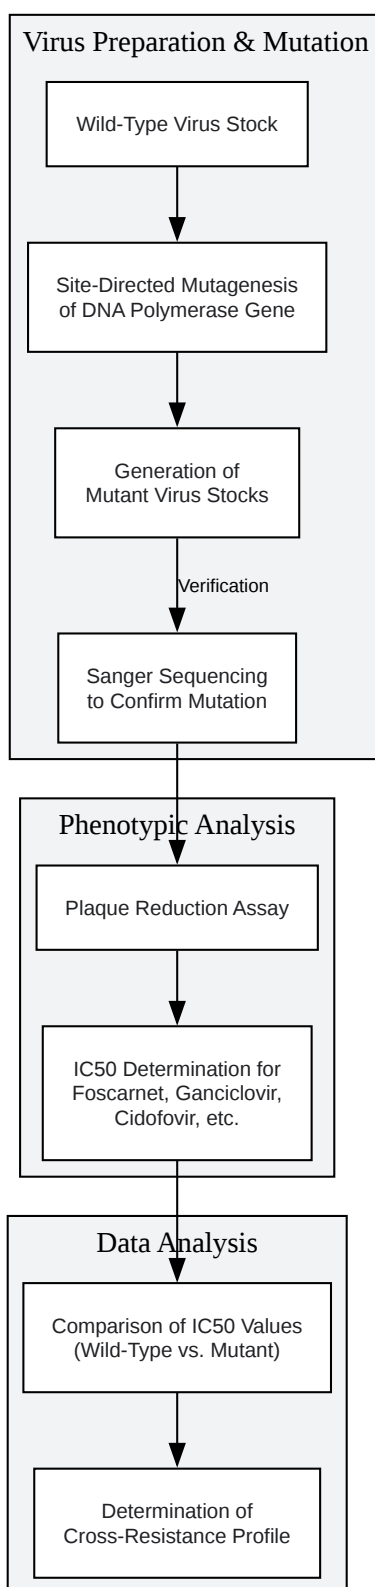 Virus Preparation & Mutation
Wild-Type Virus Stock
Site-Directed Mutagenesis
of DNA Polymerase Gene
Generation of
Mutant Virus Stocks
Verification
Sanger Sequencing
to Confirm Mutation
Phenotypic Analysis
Plaque Reduction Assay
IC50 Determination for
Foscarnet, Ganciclovir,
Cidofovir, etc.
Data Analysis
Comparison of IC50 Values
(Wild-Type vs. Mutant)
Determination of
Cross-Resistance Profile